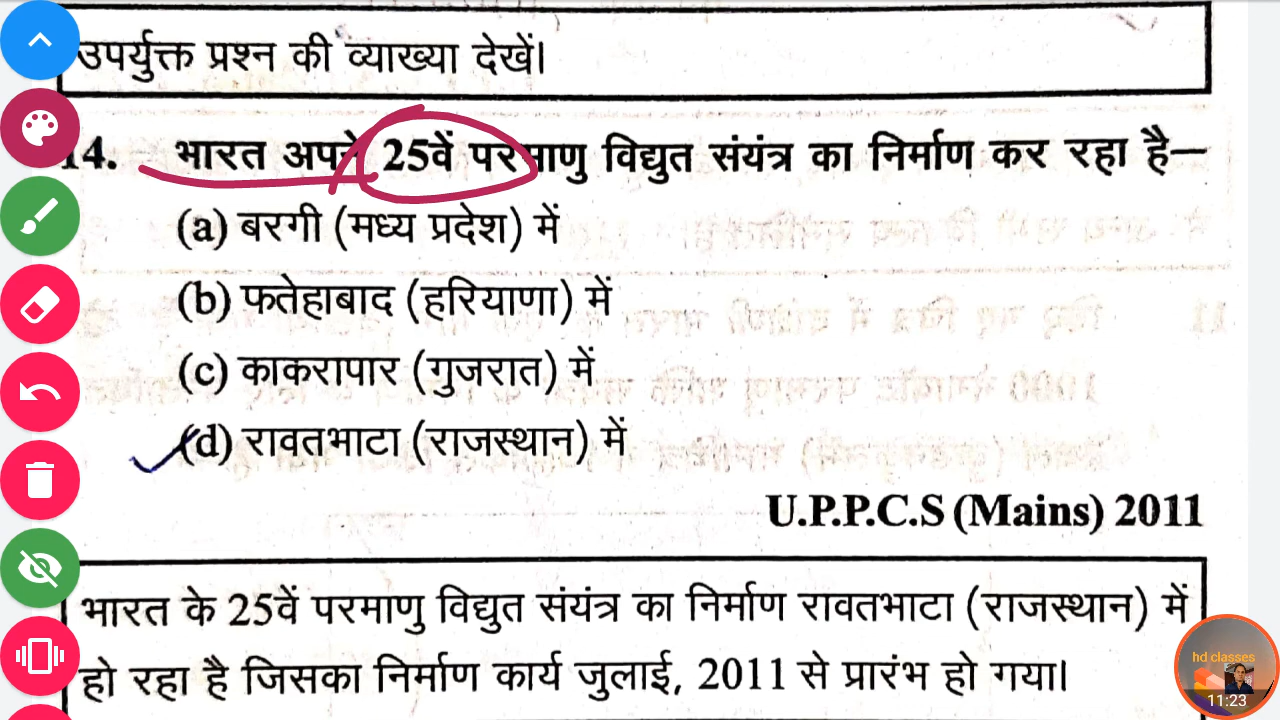 उपर्युक्त प्रश्न की व्याख्या देखें।
14. भारत अपने 25वें परमाणु विद्युत संयंत्र का निर्माण कर रहा है—
(a) बरगी (मध्य प्रदेश) में
(b) फतेहाबाद (हरियाणा) में
(c) काकरापार (गुजरात) में
(d) रावतभाटा (राजस्थान) में
U.P.P.C.S (Mains) 2011
भारत के 25वें परमाणु विद्युत संयंत्र का निर्माण रावतभाटा (राजस्थान) में
हो रहा है जिसका निर्माण कार्य जुलाई, 2011 से प्रारंभ हो गया।
hd classes
11:23